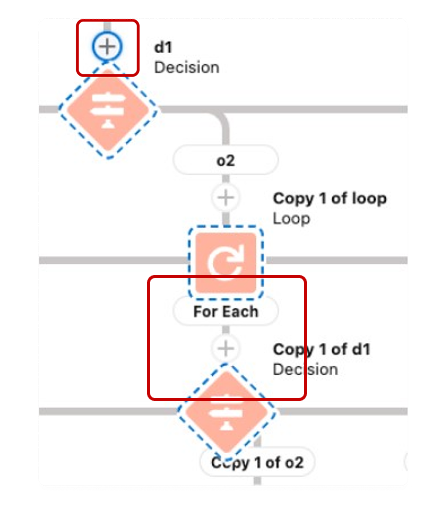 d1
Decision
o2
Copy 1 of loop
Loop
For Each
Copy 1 of d1
Decision
Copy 1 of o2